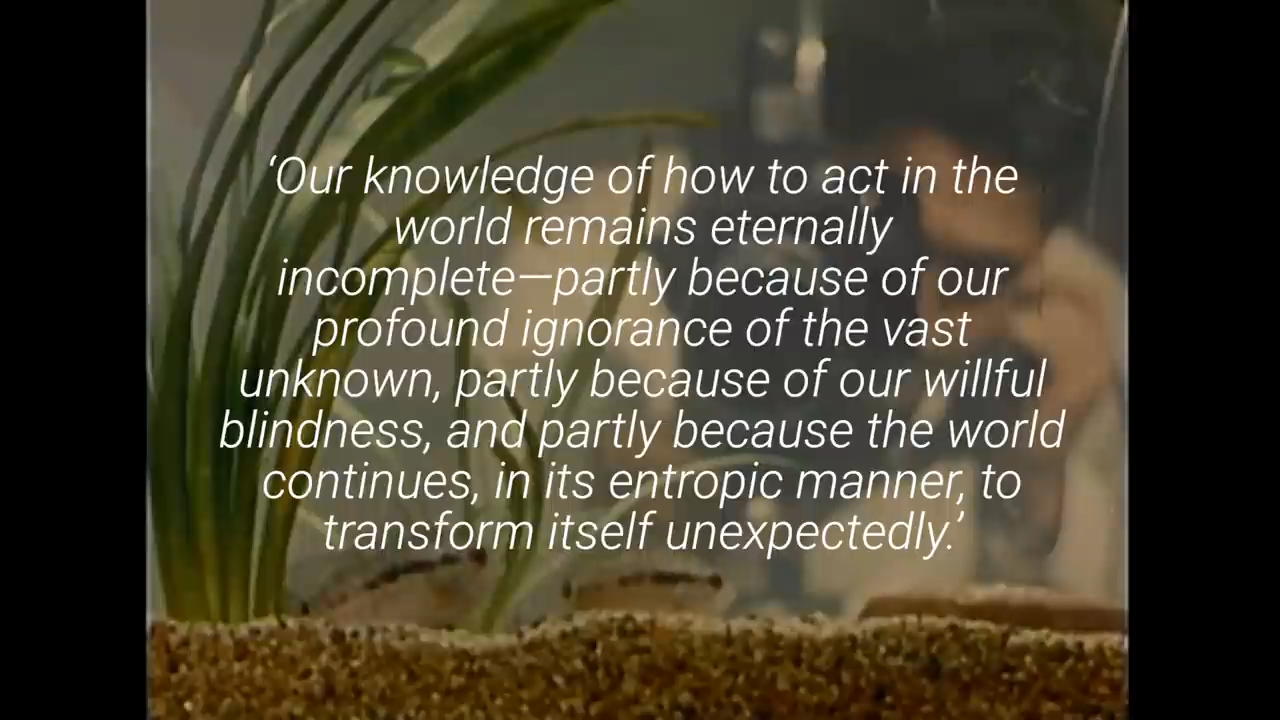 ‘Our knowledge of how to act in the
world remains eternally
incomplete—partly because of our
profound ignorance of the vast
unknown, partly because of our willful
blindness, and partly because the world
continues, in its entropic manner, to
transform itself unexpectedly.’